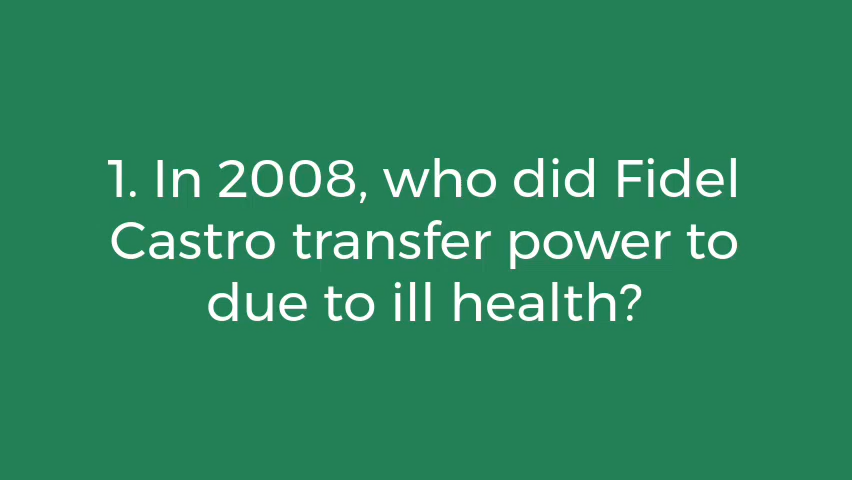 1. In 2008, who did Fidel
Castro transfer power to
due to ill health?